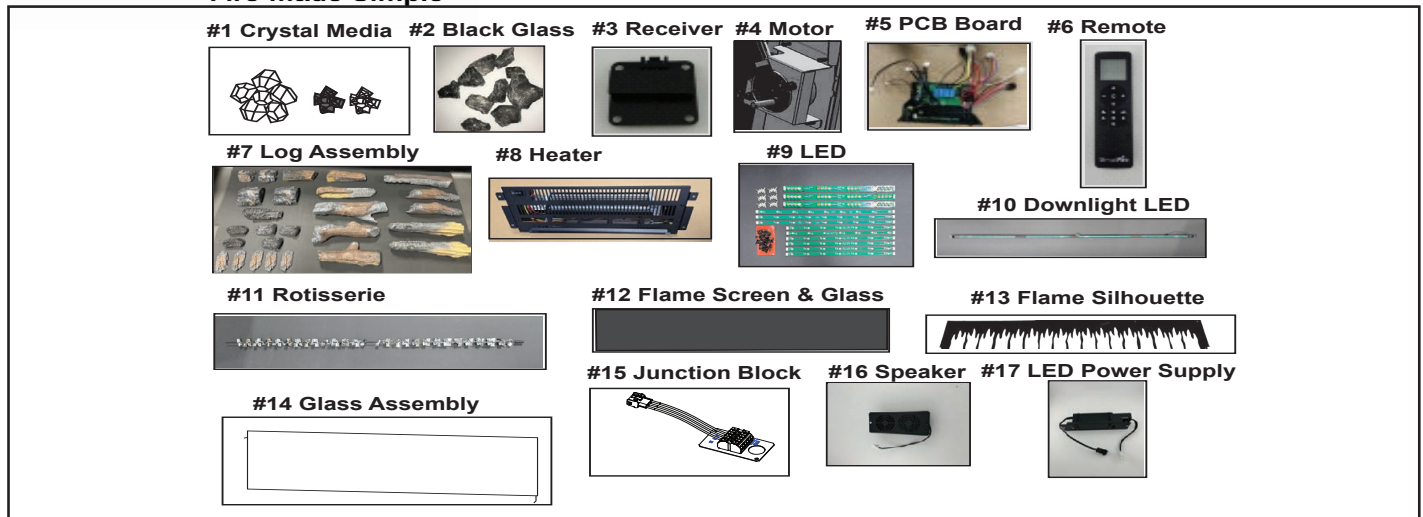 Fire Made Simple
#1 Crystal Media #2 Black Glass #3 Receiver #4 Motor #5 PCB Board #6 Remote
#7 Log Assembly #8 Heater #9 LED
#10 Downlight LED
#11 Rotisserie #12 Flame Screen & Glass #13 Flame Silhouette
#14 Glass Assembly #15 Junction Block #16 Speaker #17 LED Power Supply